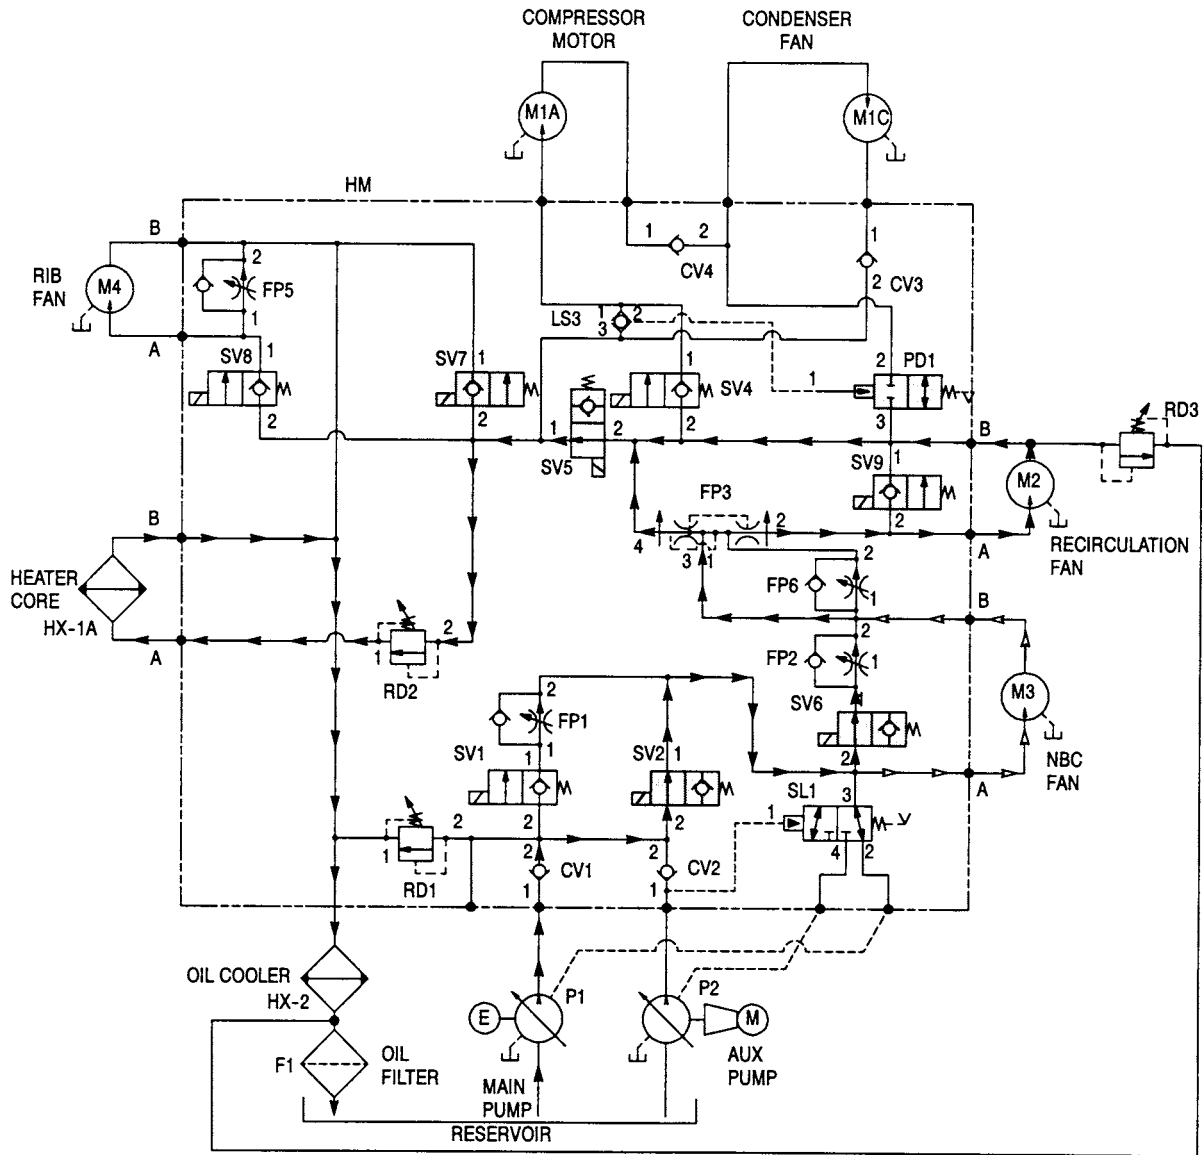 COMPRESSOR
MOTOR
CONDENSER
FAN
M1A
M1C
HM
B
1
2
1
CV4
2
CV3
RIB
FAN
M4
2
FP5
1
A
LS3
1
2
3
SV8
1
2
SV7
1
2
1
SV4
2
2
PD1
1
3
RD3
1
2
SV5
B
SV9
1
2
M2
FP3
2
4
3
1
A
RECIRCULATION
FAN
B
HEATER
CORE
HX-1A
A
2
FP6
1
B
2
FP2
1
M3
NBC
FAN
A
2
1
RD2
2
FP1
1
SV1
1
2
SV2
1
2
SV6
1
2
SL1
3
1
4
2
2
1
RD1
2
CV1
1
2
CV2
1
OIL COOLER
HX-2
E
P1
P2
M
F1
OIL
FILTER
MAIN
PUMP
AUX
PUMP
RESERVOIR